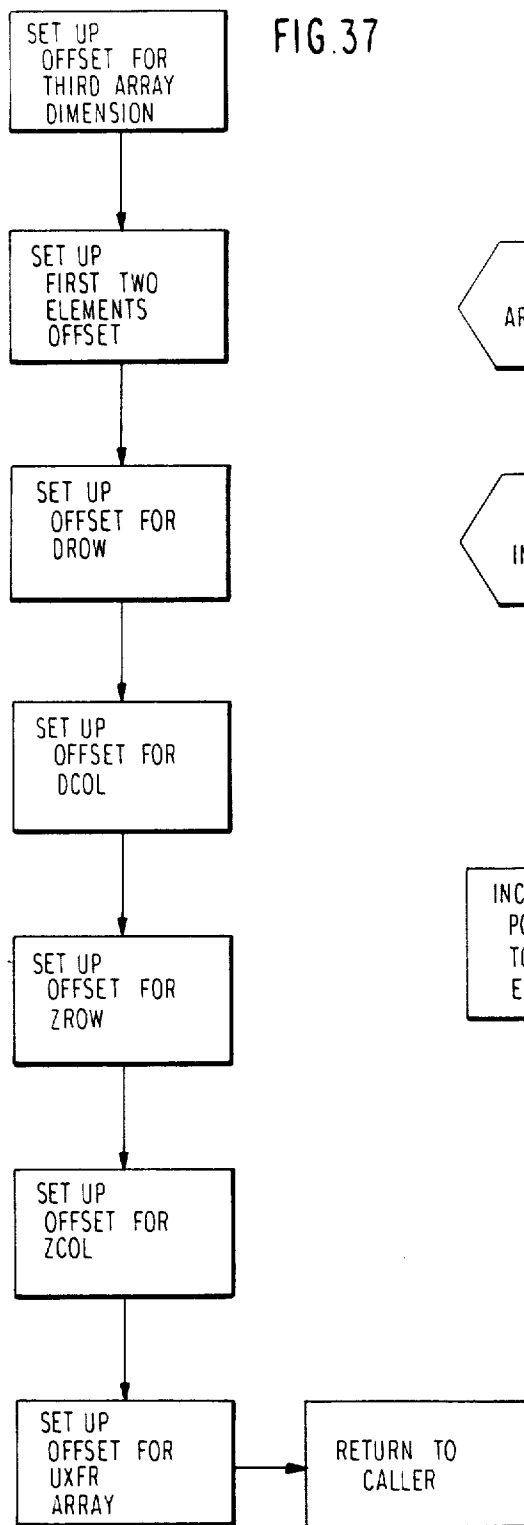 FIG.37
SET UP
OFFSET FOR
THIRD ARRAY
DIMENSION
SET UP
FIRST TWO
ELEMENTS
OFFSET
SET UP
OFFSET FOR
DROW
SET UP
OFFSET FOR
DCOL
SET UP
OFFSET FOR
ZROW
SET UP
OFFSET FOR
ZCOL
SET UP
OFFSET FOR
UXFR
ARRAY
RETURN TO
CALLER